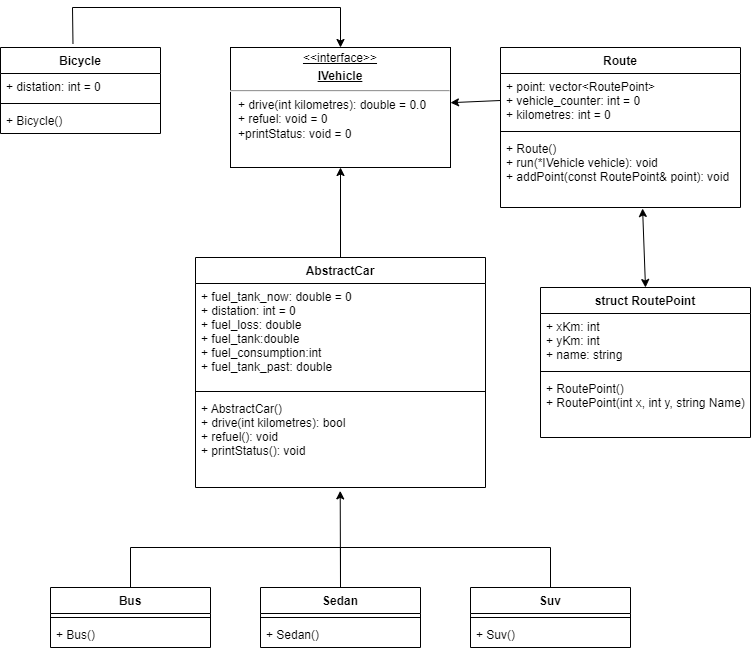 Bicycle
+ distation: int = 0
+ Bicycle()
<<interface>>
IVehicle
+ drive(int kilometres): double = 0.0
+ refuel: void = 0
+printStatus: void = 0
Route
+ point: vector<RoutePoint>
+ vehicle_counter: int = 0
+ kilometres: int = 0
+ Route()
+ run(*IVehicle vehicle): void
+ addPoint(const RoutePoint& point): void
AbstractCar
+ fuel_tank_now: double = 0
+ distation: int = 0
+ fuel_loss: double
+ fuel_tank:double
+ fuel_consumption:int
+ fuel_tank_past: double
+ AbstractCar()
+ drive(int kilometres): bool
+ refuel(): void
+ printStatus(): void
struct RoutePoint
+ xKm: int
+ yKm: int
+ name: string
+ RoutePoint()
+ RoutePoint(int x, int y, string Name)
Bus
+ Bus()
Sedan
+ Sedan()
Suv
+ Suv()